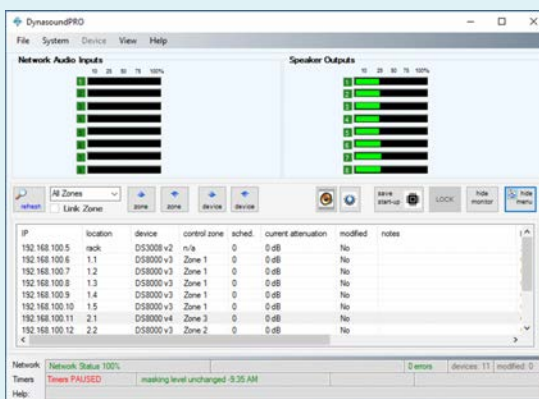 DynasoundPRO
File System Device View Help
Network Audio Inputs
10 25 50 75 100%
1
2
3
4
5
6
7
8
Speaker Outputs
10 25 50 75 100%
1
2
3
4
5
6
7
8
refresh
All Zones
Link Zone
zone zone device device
save start-up
LOCK
hide monitor
hide menu
IP location device control zone sched. current attenuation modified notes
192.168.100.5 rack DS3008 v2 n/a 0 0 dB No
192.168.100.6 1.1 DS8000 v3 Zone 1 0 0 dB No
192.168.100.7 1.2 DS8000 v3 Zone 1 0 0 dB No
192.168.100.8 1.3 DS8000 v3 Zone 1 0 0 dB No
192.168.100.9 1.4 DS8000 v3 Zone 1 0 0 dB No
192.168.100.10 1.5 DS8000 v3 Zone 1 0 0 dB No
192.168.100.11 2.1 DS8000 v4 Zone 3 0 0 dB No
192.168.100.12 2.2 DS8000 v3 Zone 2 0 0 dB No
Network Network Status 100% 0 errors devices: 11 modified: 0
Timers Timers PAUSED masking level unchanged -9:35 AM
Help: